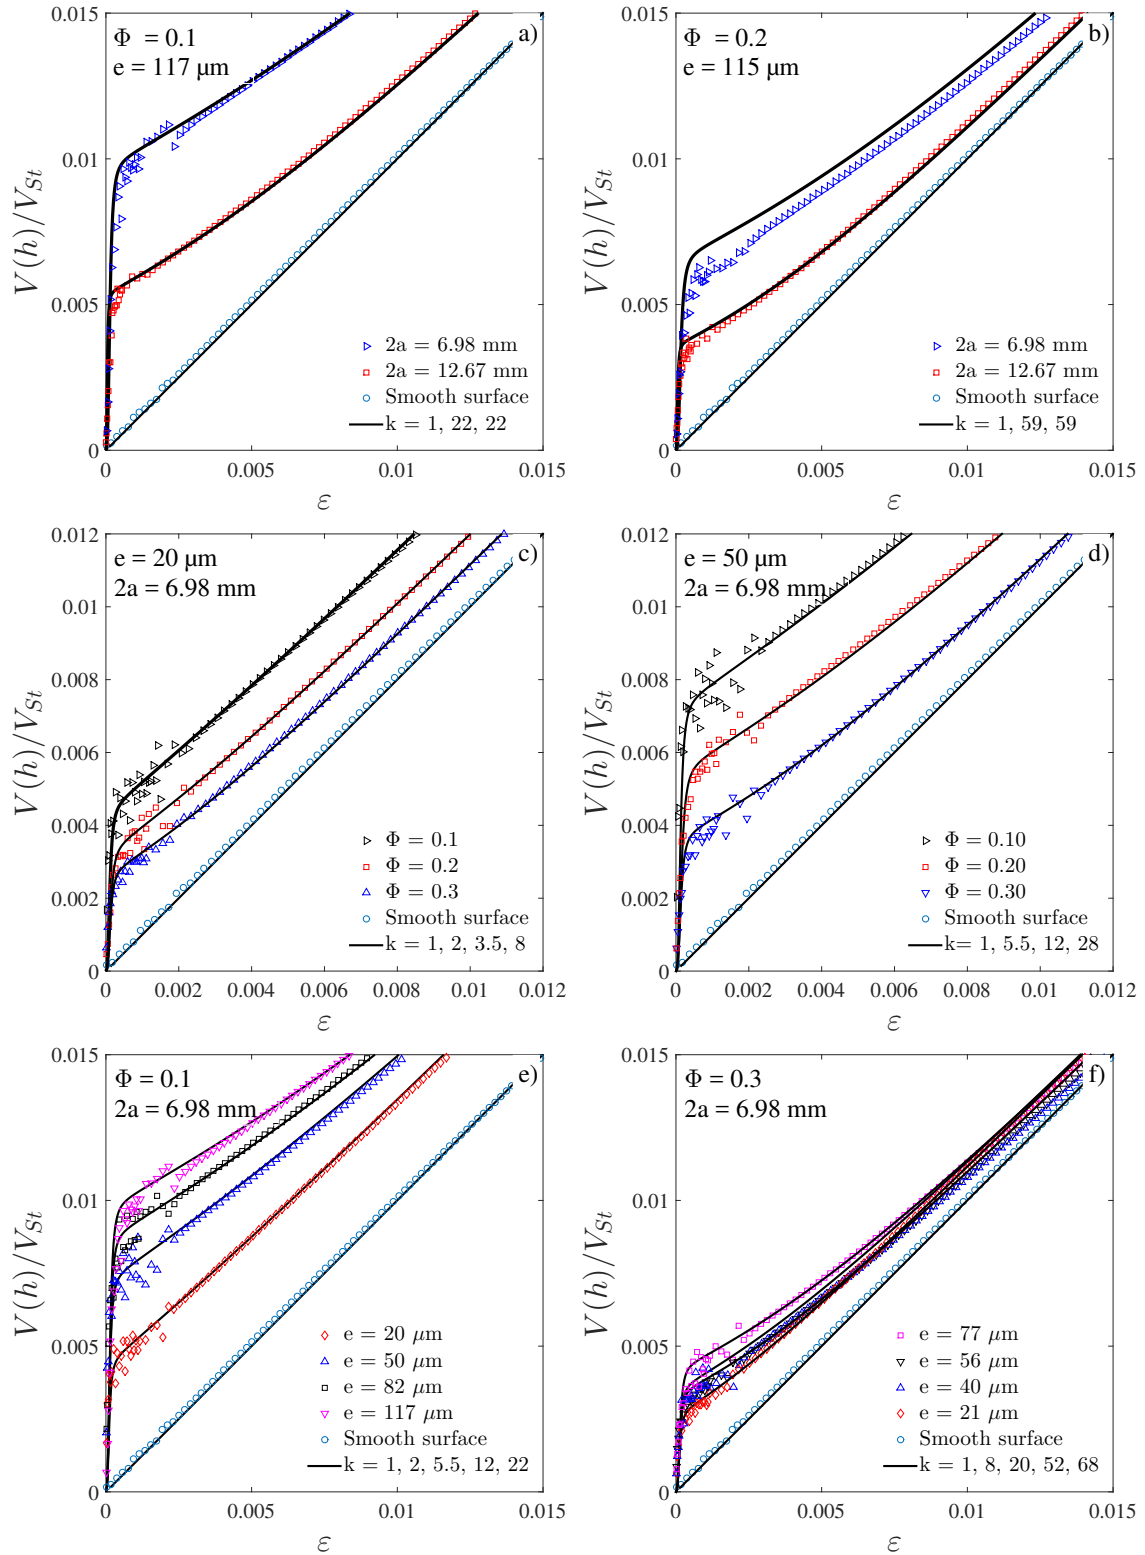 a)
Φ = 0.1
e = 117 µm
V(h)/V_St
0.015
0.01
0.005
0
2a = 6.98 mm
2a = 12.67 mm
Smooth surface
k = 1, 22, 22
0 0.005 0.01 0.015
ε
b)
Φ = 0.2
e = 115 µm
V(h)/V_St
0.015
0.01
0.005
0
2a = 6.98 mm
2a = 12.67 mm
Smooth surface
k = 1, 59, 59
0 0.005 0.01 0.015
ε
c)
e = 20 µm
2a = 6.98 mm
V(h)/V_St
0.012
0.01
0.008
0.006
0.004
0.002
0
Φ = 0.1
Φ = 0.2
Φ = 0.3
Smooth surface
k = 1, 2, 3.5, 8
0 0.002 0.004 0.006 0.008 0.01 0.012
ε
d)
e = 50 µm
2a = 6.98 mm
V(h)/V_St
0.012
0.01
0.008
0.006
0.004
0.002
0
Φ = 0.10
Φ = 0.20
Φ = 0.30
Smooth surface
k= 1, 5.5, 12, 28
0 0.002 0.004 0.006 0.008 0.01 0.012
ε
e)
Φ = 0.1
2a = 6.98 mm
V(h)/V_St
0.015
0.01
0.005
0
e = 20 µm
e = 50 µm
e = 82 µm
e = 117 µm
Smooth surface
k = 1, 2, 5.5, 12, 22
0 0.005 0.01 0.015
ε
f)
Φ = 0.3
2a = 6.98 mm
V(h)/V_St
0.015
0.01
0.005
0
e = 77 µm
e = 56 µm
e = 40 µm
e = 21 µm
Smooth surface
k = 1, 8, 20, 52, 68
0 0.005 0.01 0.015
ε